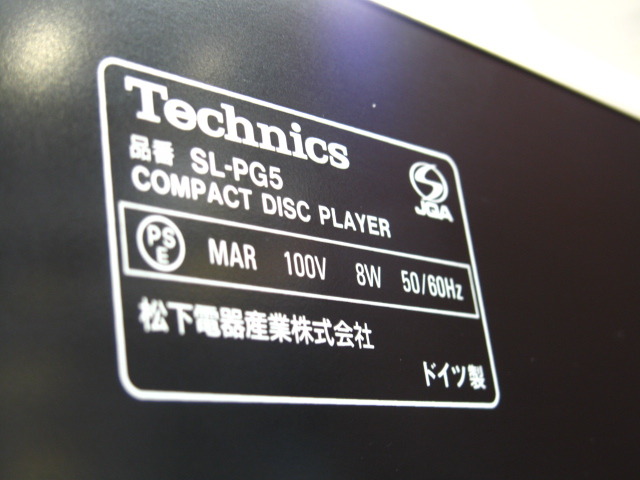 Technics
品番 SL-PG5
COMPACT DISC PLAYER
JQA
PSE MAR 100V 8W 50/60Hz
松下電器産業株式会社
ドイツ製